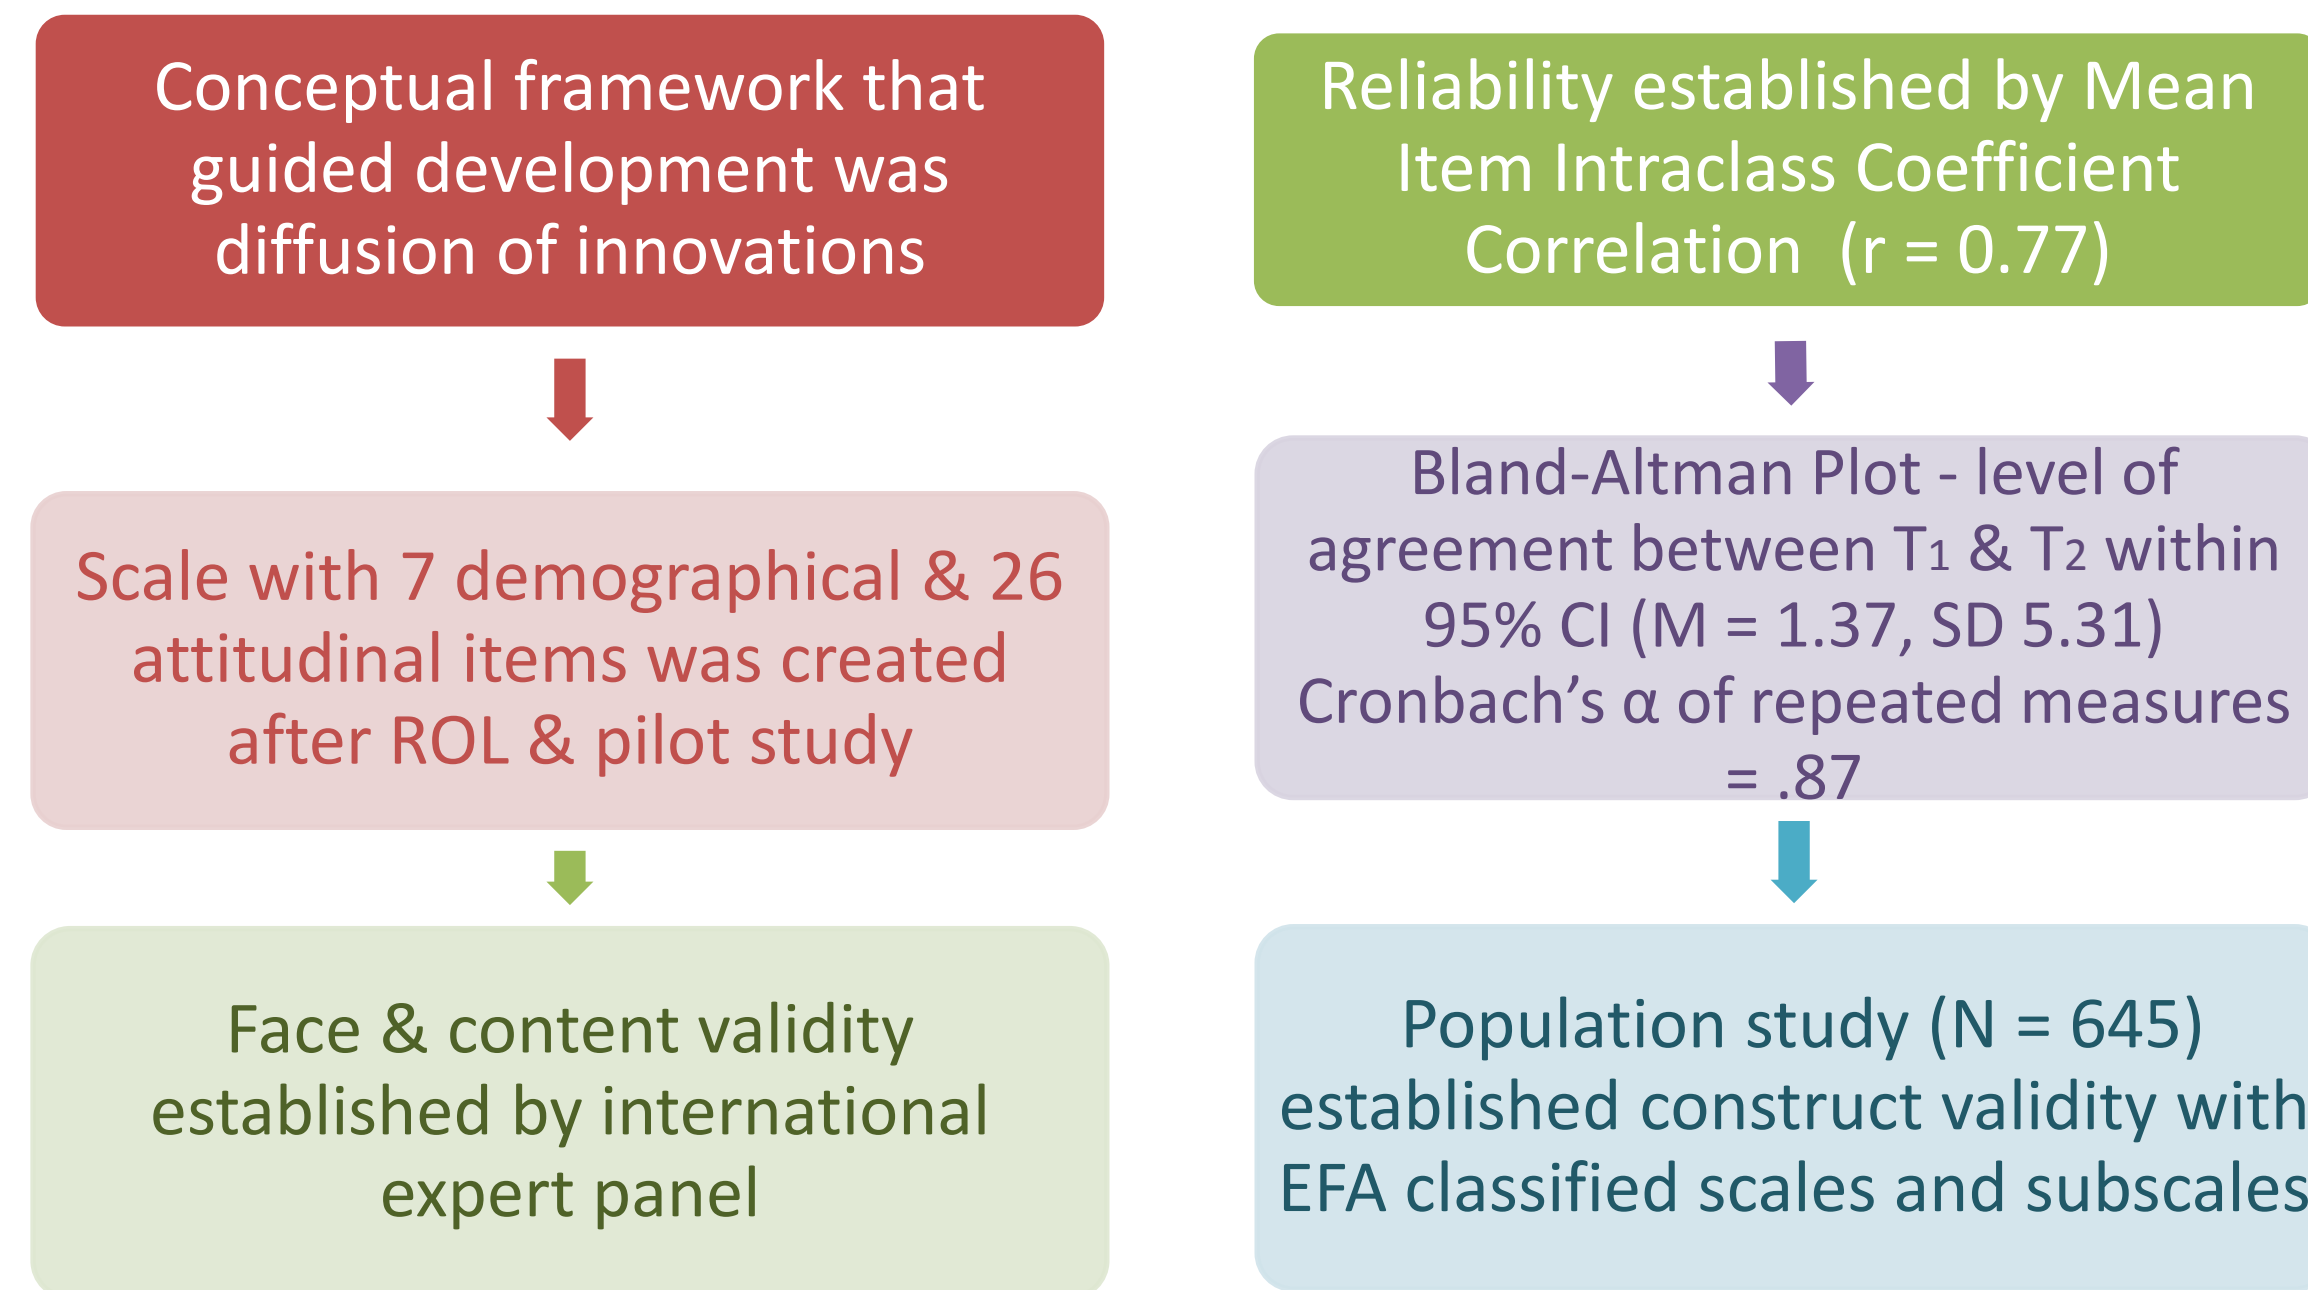 Conceptual framework that
guided development was
diffusion of innovations
Scale with 7 demographical & 26
attitudinal items was created
after ROL & pilot study
Face & content validity
established by international
expert panel
Reliability established by Mean
Item Intraclass Coefficient
Correlation  (r = 0.77)
Bland-Altman Plot - level of
agreement between T1 & T2 within
95% CI (M = 1.37, SD 5.31)
Cronbach’s α of repeated measures
= .87
Population study (N = 645)
established construct validity with
EFA classified scales and subscales